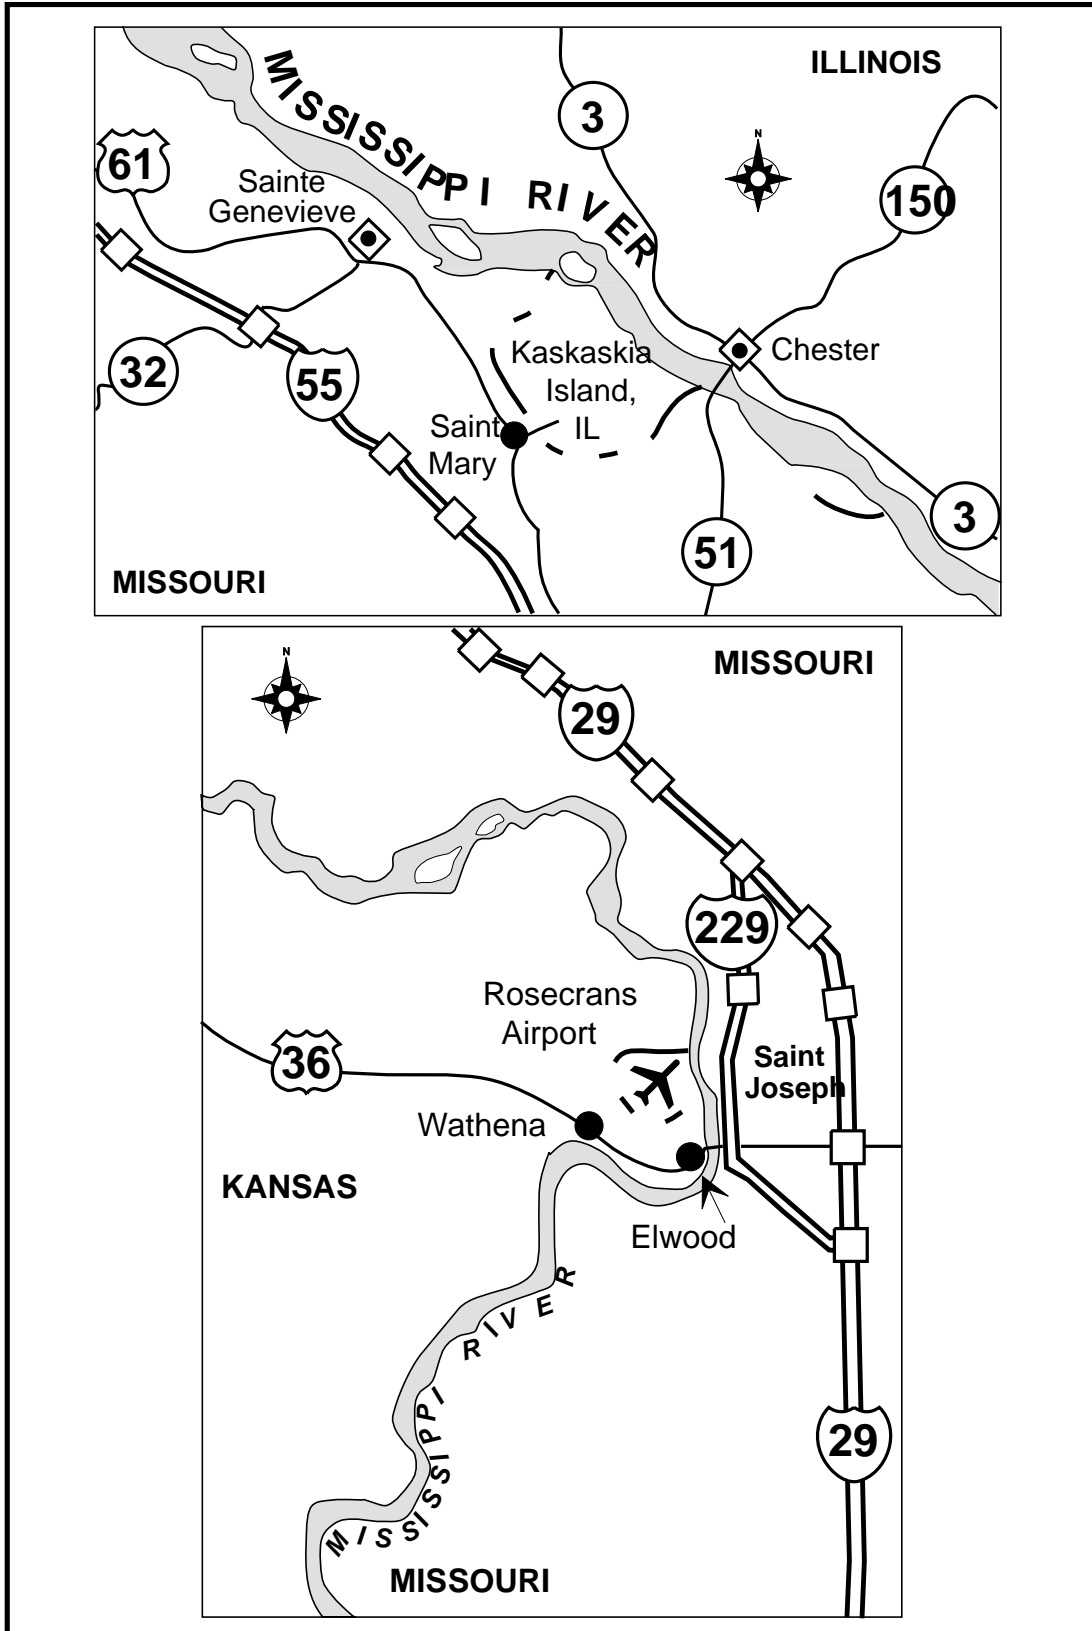 ILLINOIS
MISSISSIPPI RIVER
3
N
61
150
Sainte
Genevieve
Kaskaskia
Island,
IL
Chester
32
55
Saint
Mary
3
51
MISSOURI
MISSOURI
N
29
229
Rosecrans
Airport
36
Saint
Joseph
Wathena
KANSAS
Elwood
MISSISSIPPI RIVER
29
MISSOURI